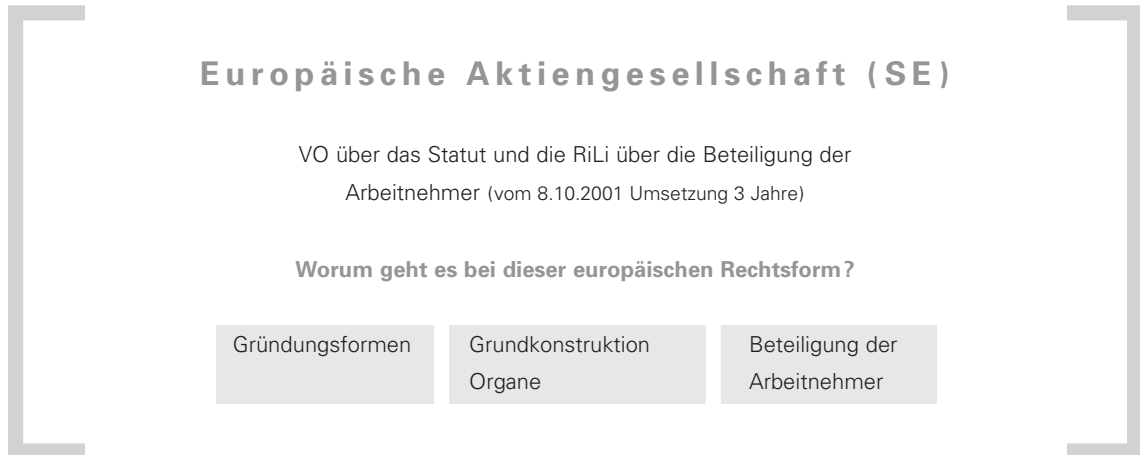 Europäische Aktiengesellschaft (SE)
VO über das Statut und die RiLi über die Beteiligung der
Arbeitnehmer (vom 8.10.2001 Umsetzung 3 Jahre)
Worum geht es bei dieser europäischen Rechtsform?
Gründungsformen
Grundkonstruktion
Organe
Beteiligung der
Arbeitnehmer